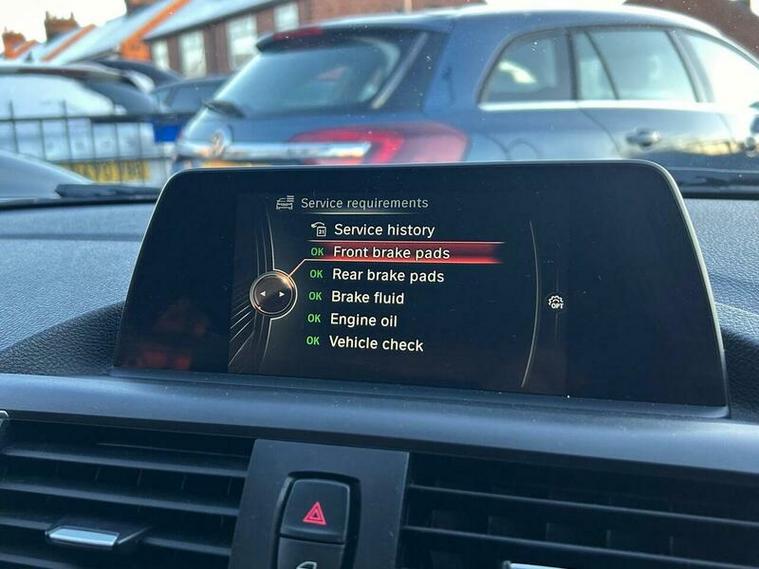 Service requirements
Service history
OK Front brake pads
OK Rear brake pads
OK Brake fluid
OK Engine oil
OK Vehicle check
OPT